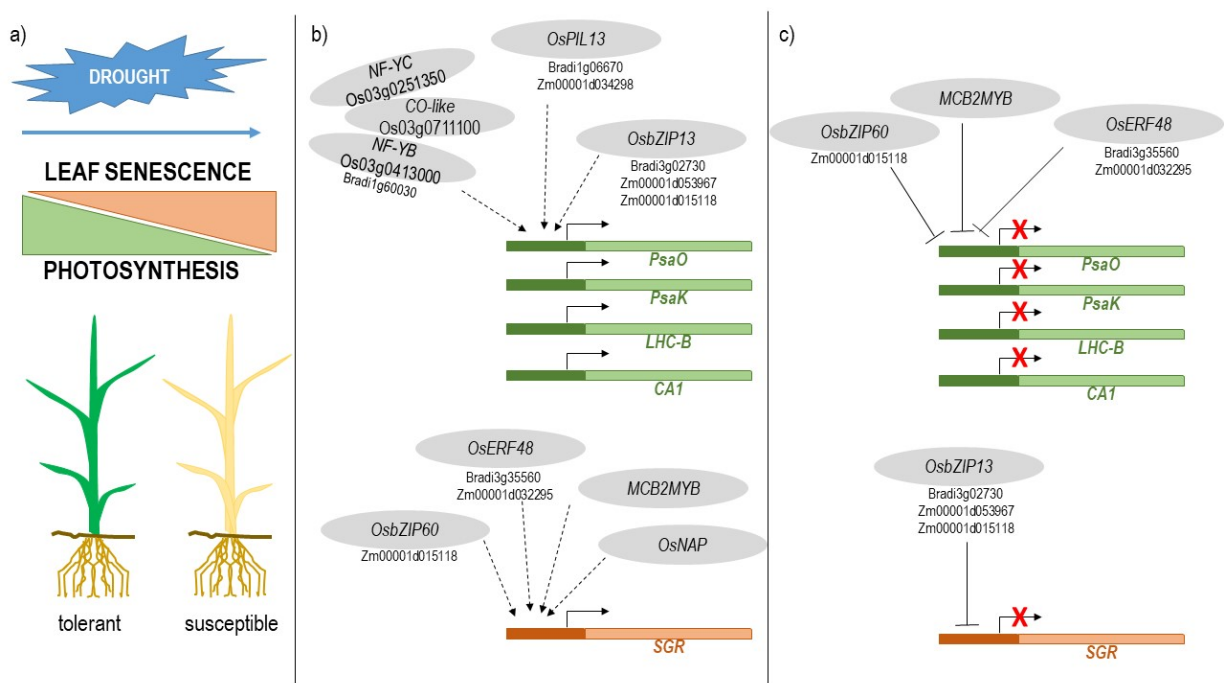 a)
DROUGHT
LEAF SENESCENCE
PHOTOSYNTHESIS
tolerant
susceptible
b)
NF-YC
Os03g0251350
CO-like
Os03g0711100
NF-YB
Os03g0413000
Bradi1g60030
OsPIL13
Bradi1g06670
Zm00001d034298
OsbZIP13
Bradi3g02730
Zm00001d053967
Zm00001d015118
PsaO
PsaK
LHC-B
CA1
OsERF48
Bradi3g35560
Zm00001d032295
MCB2MYB
OsbZIP60
Zm00001d015118
OsNAP
SGR
c)
MCB2MYB
OsbZIP60
Zm00001d015118
OsERF48
Bradi3g35560
Zm00001d032295
X
PsaO
X
PsaK
X
LHC-B
X
CA1
OsbZIP13
Bradi3g02730
Zm00001d053967
Zm00001d015118
X
SGR